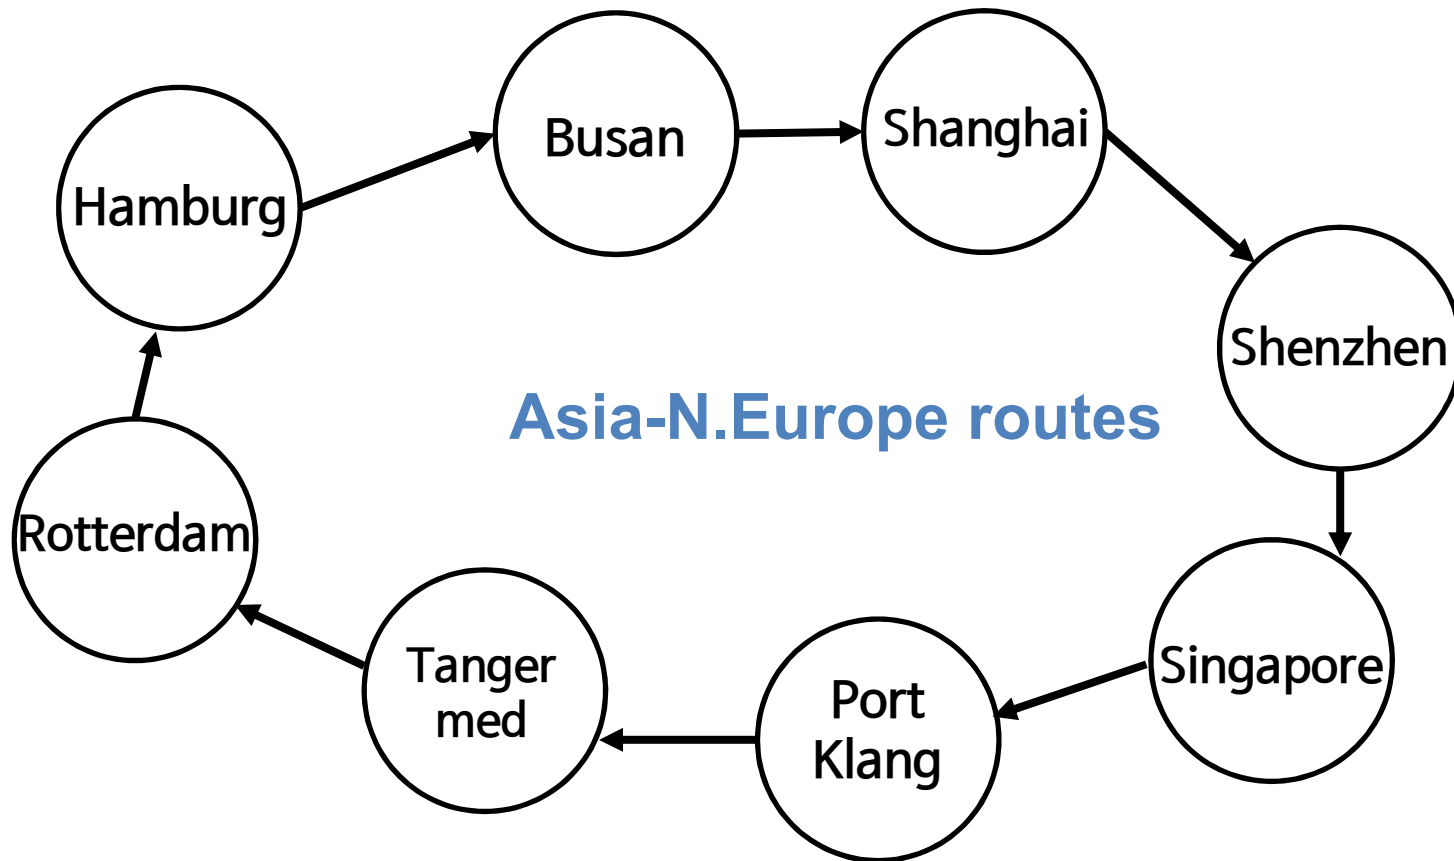 Busan
Shanghai
Hamburg
Shenzhen
Asia-N.Europe routes
Rotterdam
Tanger
med
Port
Klang
Singapore